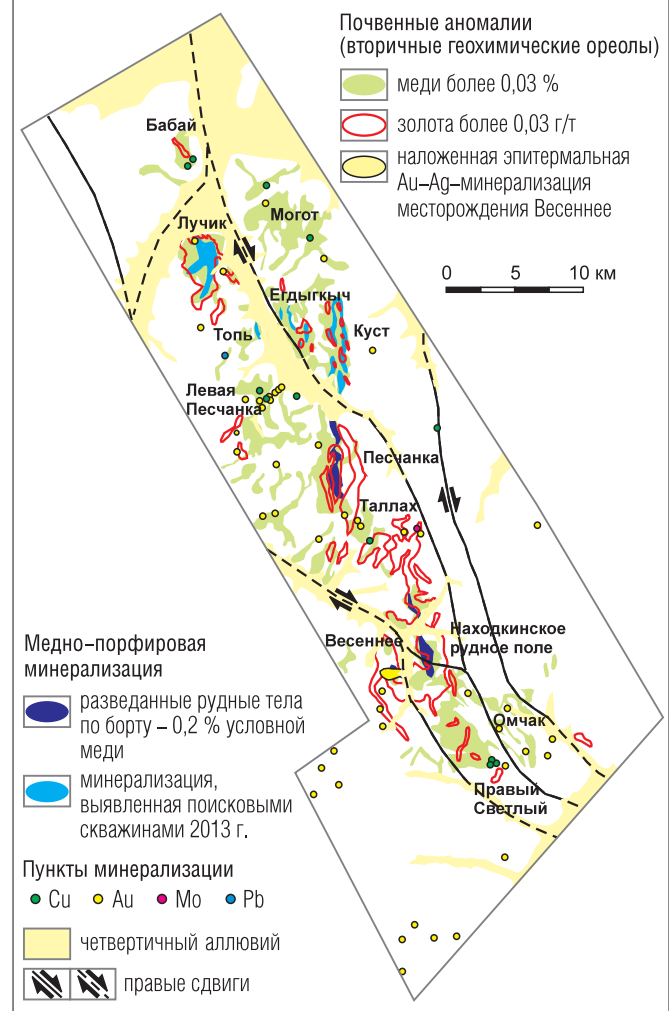 Почвенные аномалии
(вторичные геохимические ореолы)
меди более 0,03 %
золота более 0,03 г/т
наложенная эпитермальная
Au–Ag–минерализация
месторождения Весеннее
0 5 10 км
Бабай
Могот
Лучик
Егдыгкыч
Топь
Куст
Левая
Песчанка
Песчанка
Таллах
Весеннее
Находкинское
рудное поле
Омчак
Правый
Светлый
Медно–порфировая
минерализация
разведанные рудные тела
по борту – 0,2 % условной
меди
минерализация,
выявленная поисковыми
скважинами 2013 г.
Пункты минерализации
Cu Au Mo Pb
четвертичный аллювий
правые сдвиги